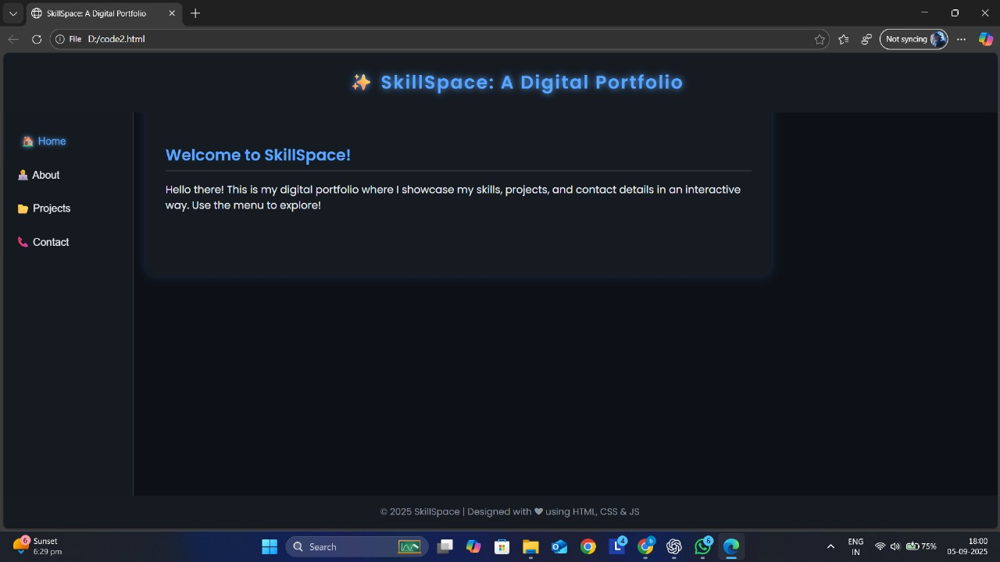 SkillSpace: A Digital Portfolio
File D:/code2.html
Not syncing
✨ SkillSpace: A Digital Portfolio
🏠 Home
About
📁 Projects
📞 Contact
Welcome to SkillSpace!
Hello there! This is my digital portfolio where I showcase my skills, projects, and contact details in an interactive
way. Use the menu to explore!
© 2025 SkillSpace | Designed with ❤ using HTML, CSS & JS
6
Sunset
6:29 pm
Search
4
b
6
ENG
IN
75%
18:00
05-09-2025